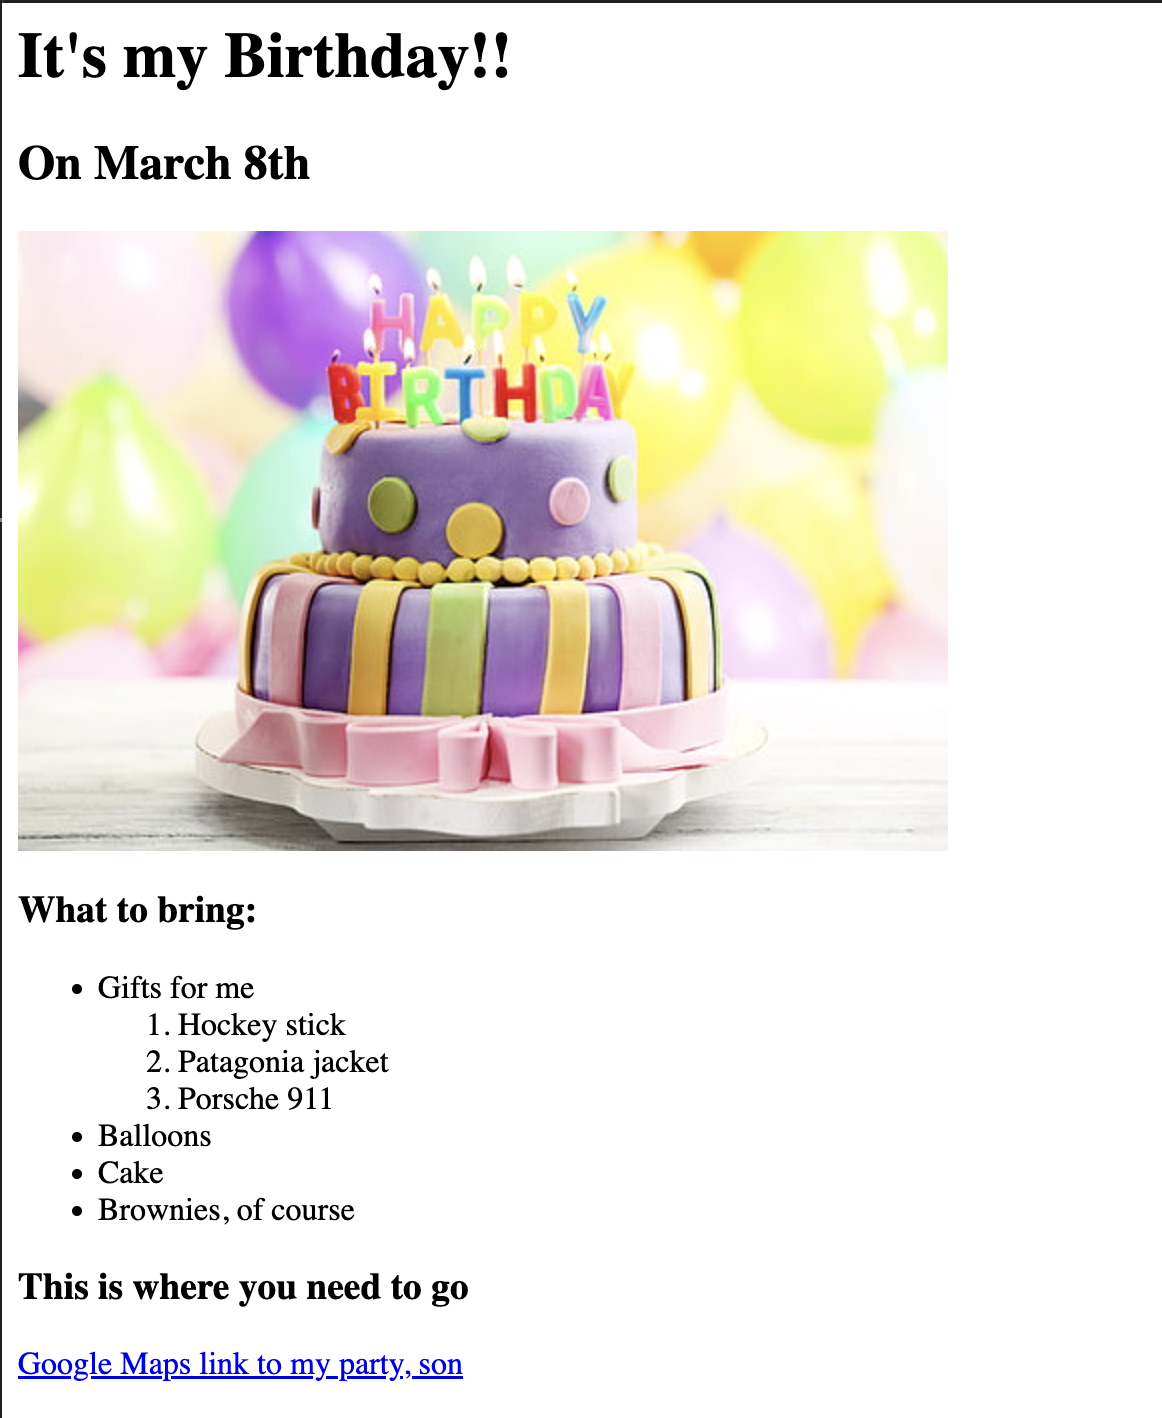 It's my Birthday!!
On March 8th
HAPPY
BIRTHDAY
What to bring:
• Gifts for me
1. Hockey stick
2. Patagonia jacket
3. Porsche 911
• Balloons
• Cake
• Brownies, of course
This is where you need to go
Google Maps link to my party, son